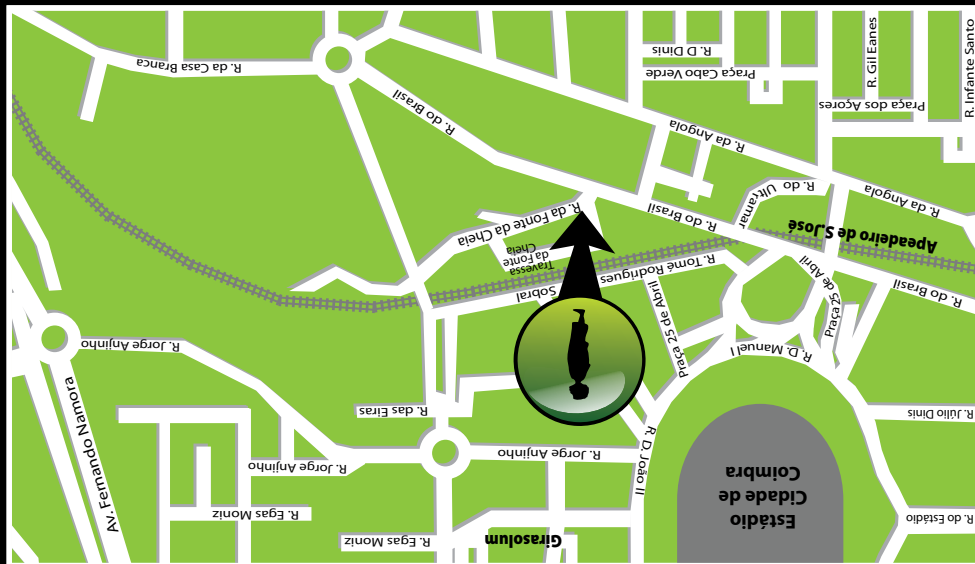 Girasolum
R. Egas Moniz
R. do Estádio
Estádio
Cidade de
Coimbra
R. Egas Moniz
R. D. João II
R. Jorge Anjinho
R. Jorge Anjinho
Av. Fernando Namora
R. Júlio Dinis
R. das Eiras
R. D. Manuel I
R. Jorge Anjinho
Praça 25 de Abril
Praça 25 de Abril
R. do Brasil
R. Tomé Rodrigues Sobral
Travessa
da Fonte
Cheia
Apeadeiro de S.José
R. da Fonte da Cheia
R. do Brasil
R. do Ultramar
R. da Angola
R. da Angola
R. do Brasil
Praça dos Açores
R. Infante Santo
R. Gil Eanes
Praça Cabo Verde
R. D Dinis
R. da Casa Branca